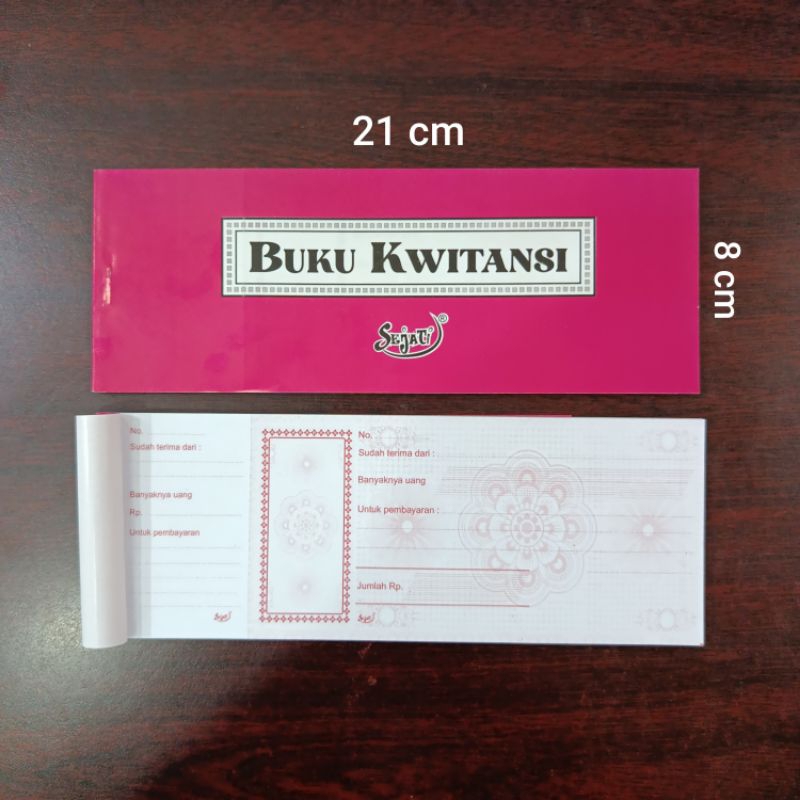 21 cm
8 cm
BUKU KWITANSI
SEJATI ®
No.
Sudah terima dari :
Banyaknya uang
Rp.
Untuk pembayaran
Sejati
No.
Sudah terima dari :
Banyaknya uang
Untuk pembayaran :
Jumlah Rp.
Sejati